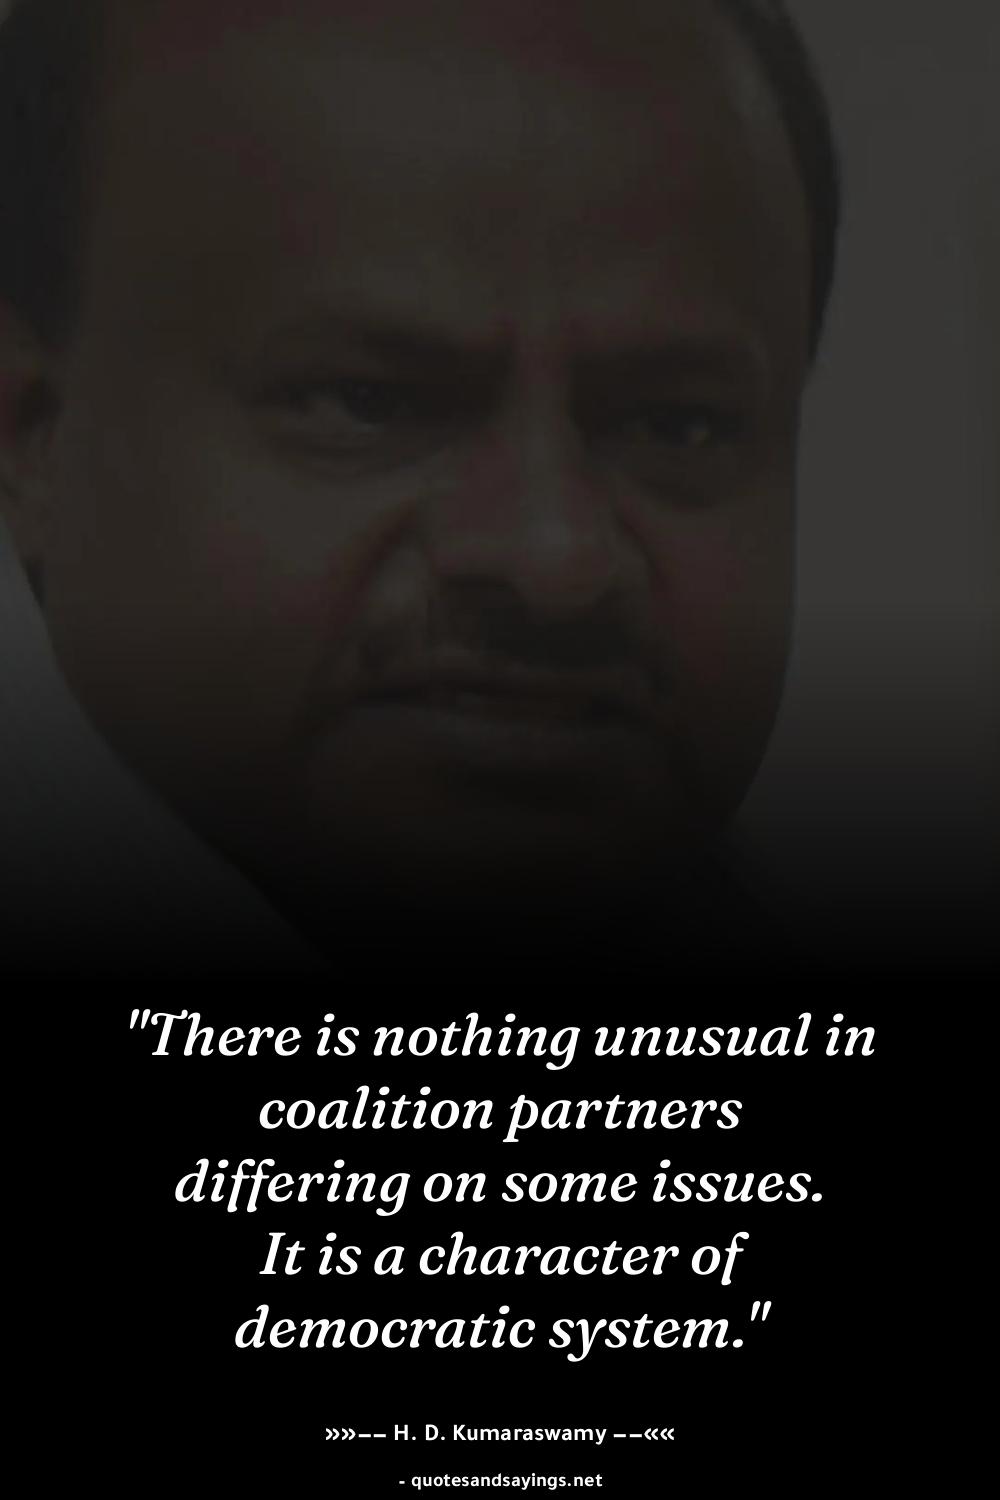 "There is nothing unusual in
coalition partners
differing on some issues.
It is a character of
democratic system."
»»–– H. D. Kumaraswamy ––««
- quotesandsayings.net